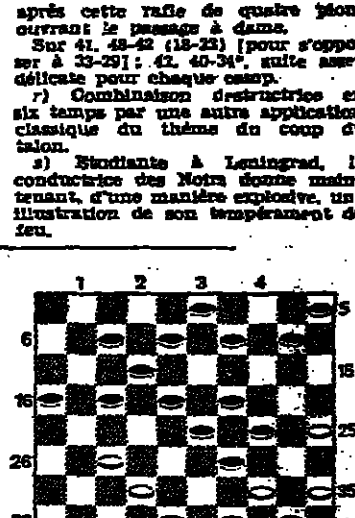 après cette rafle de quatre pions
ouvrant le passage à dame.
Sur 41. 48-42 (18-23) [pour s'oppo
ser à 33-29] ; 42. 40-34*, suite assez
délicate pour chaque camp.
r) Combinaison destructrice en
six temps par une autre application
classique du thème du coup de
talon.
s) Etudiante à Leningrad, l
conductrice des Noirs donne main
tenant, d'une manière explosive, un
illustration de son tempérament de
feu.
1 2 3 4
5
6
15
16
25
26
35